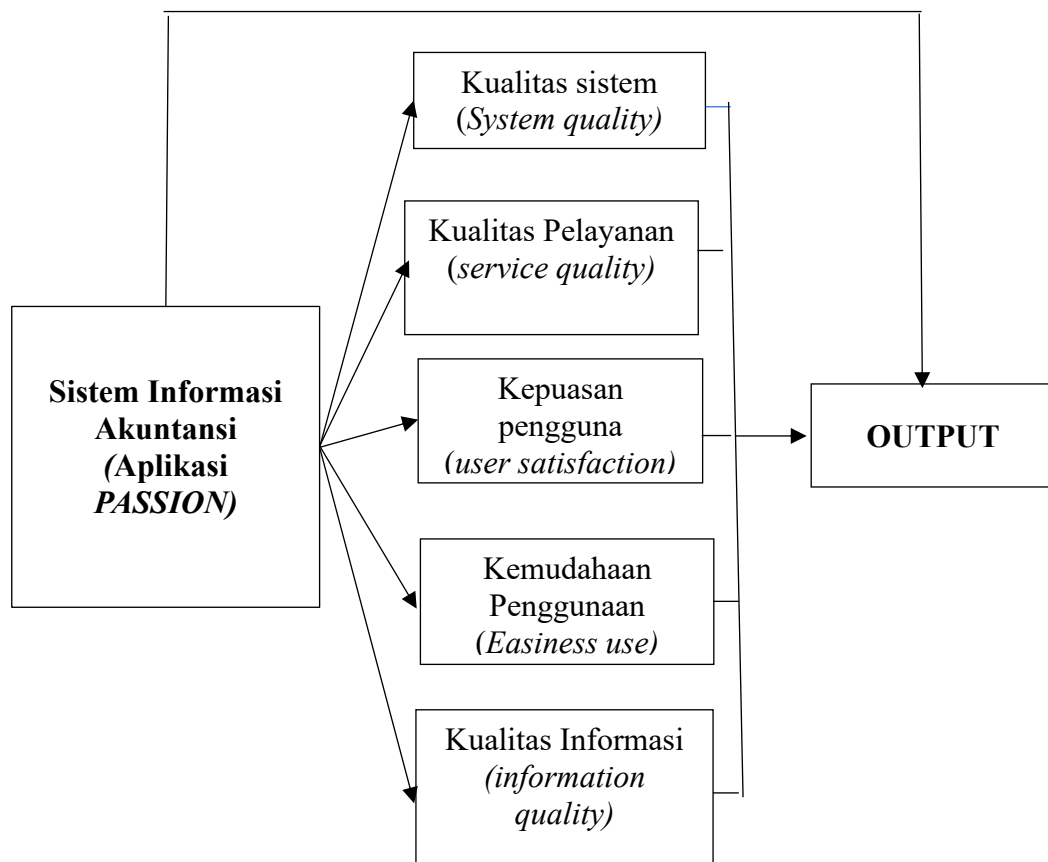 Kualitas sistem
(System quality)
Kualitas Pelayanan
(service quality)
Sistem Informasi
Akuntansi
(Aplikasi
PASSION)
Kepuasan
pengguna
(user satisfaction)
OUTPUT
Kemudahaan
Penggunaan
(Easiness use)
Kualitas Informasi
(information
quality)